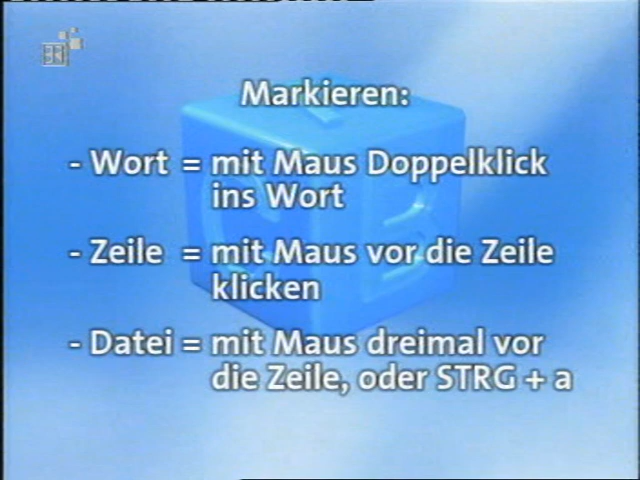 Markieren:
- Wort = mit Maus Doppelklick
ins Wort
- Zeile = mit Maus vor die Zeile
klicken
- Datei = mit Maus dreimal vor
die Zeile, oder STRG + a